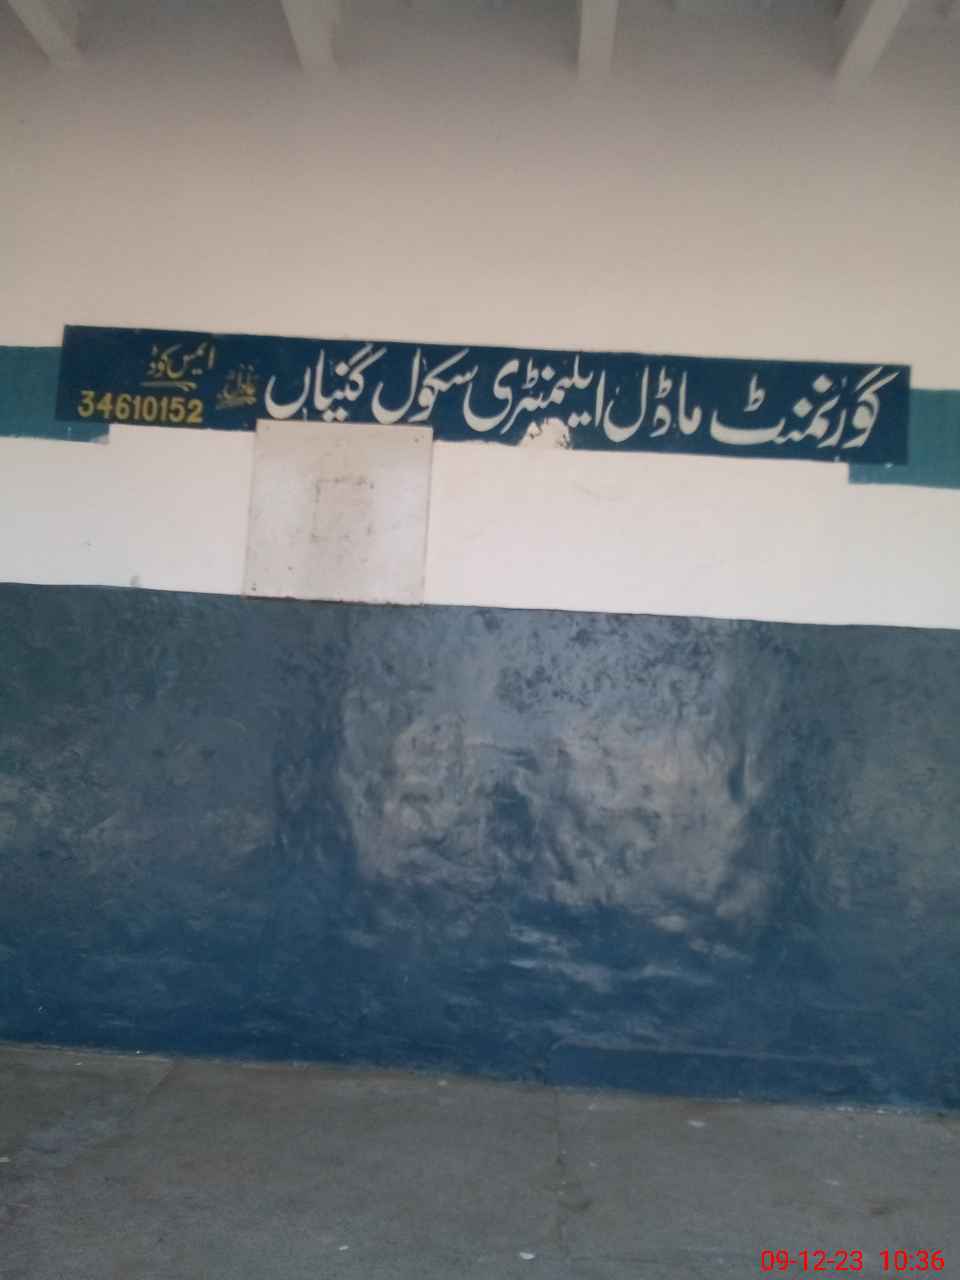 گورنمنٹ ماڈل ایلیمنٹری سکول گنیاں
ایمس کوڈ
34610152
09-12-23 10:36